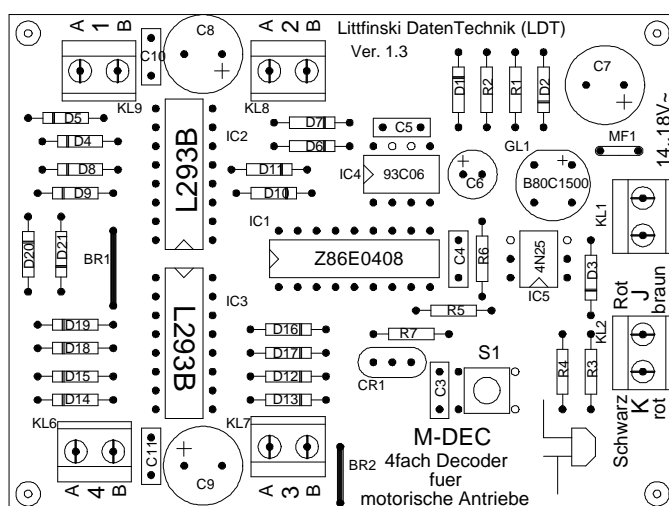 Littfinski DatenTechnik (LDT)
Ver. 1.3
A 1 B
KL9
C10
C8
A 2 B
KL8
D1
R2
R1
D2
C7
14..18V~
MF1
D5
D4
D8
D9
L293B
IC2
D7
D6
D11
D10
C5
IC4
93C06
C6
GL1
B80C1500
KL1
D20
D21
BR1
IC1
Z86E0408
C4
R6
4N25
IC5
D3
Rot J braun
IC3
L293B
D19
D18
D15
D14
D16
D17
D12
D13
R5
R7
CR1
C3
S1
R4
R3
KL2
Schwarz K rot
KL6
A 4 B
C11
C9
KL7
A 3 B
BR2
M-DEC
4fach Decoder
fuer
motorische Antriebe